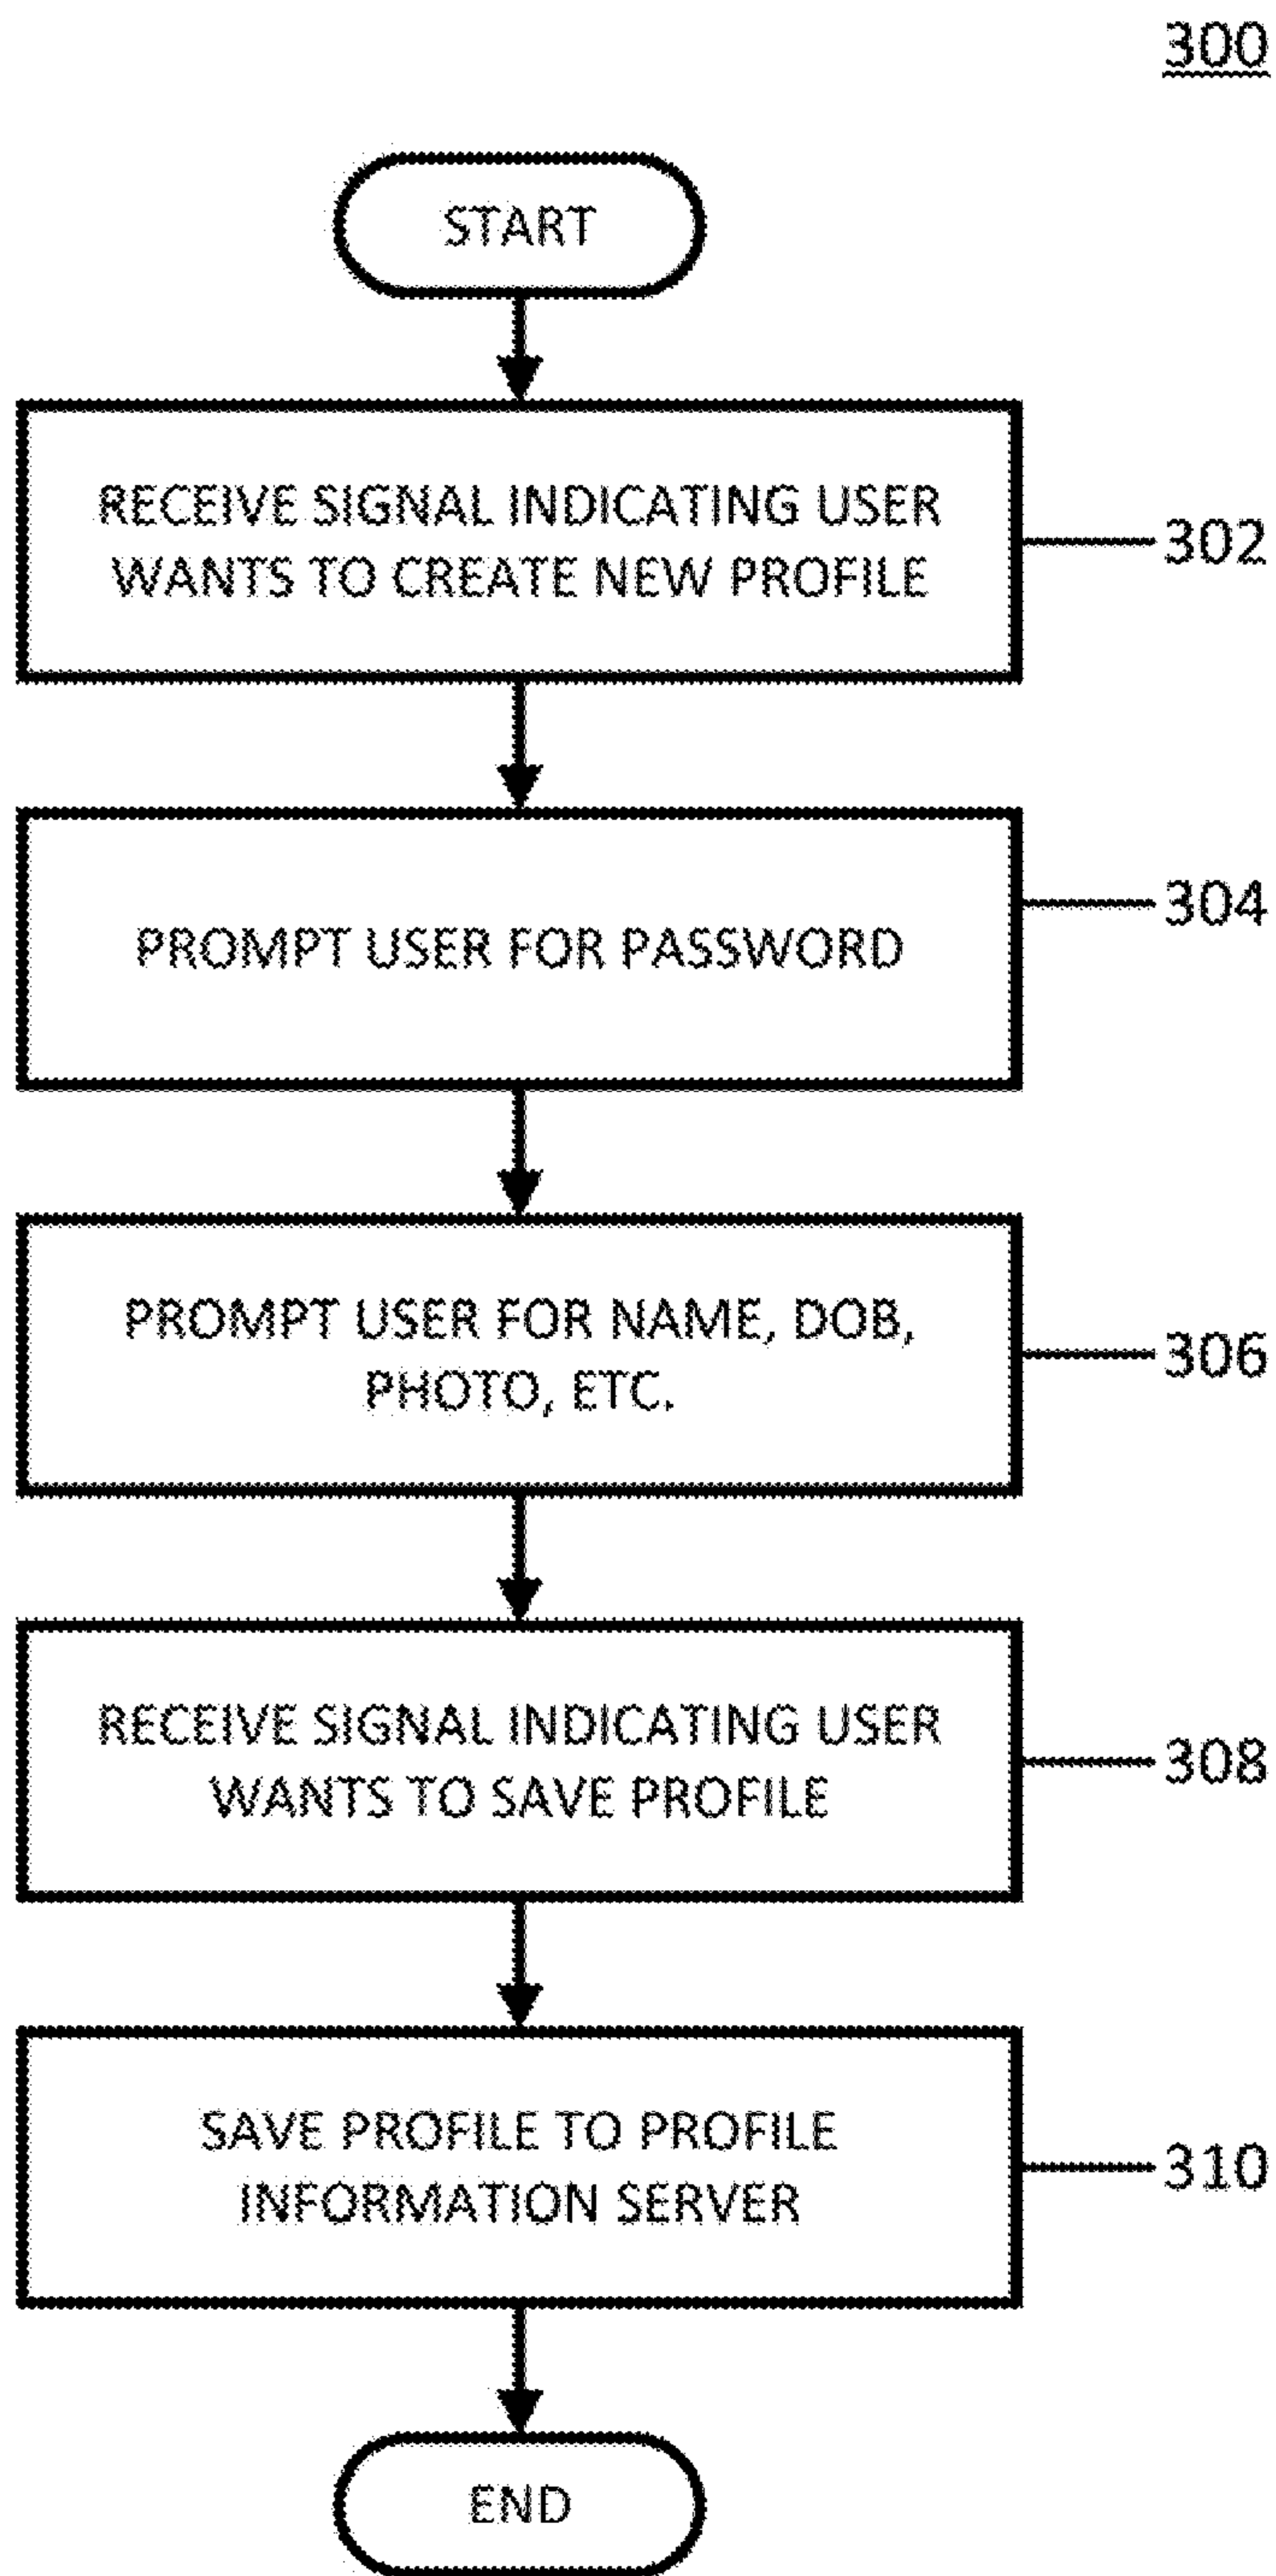 300
START
RECEIVE SIGNAL INDICATING USER
WANTS TO CREATE NEW PROFILE
302
PROMPT USER FOR PASSWORD
304
PROMPT USER FOR NAME, DOB,
PHOTO, ETC.
306
RECEIVE SIGNAL INDICATING USER
WANTS TO SAVE PROFILE
308
SAVE PROFILE TO PROFILE
INFORMATION SERVER
310
END